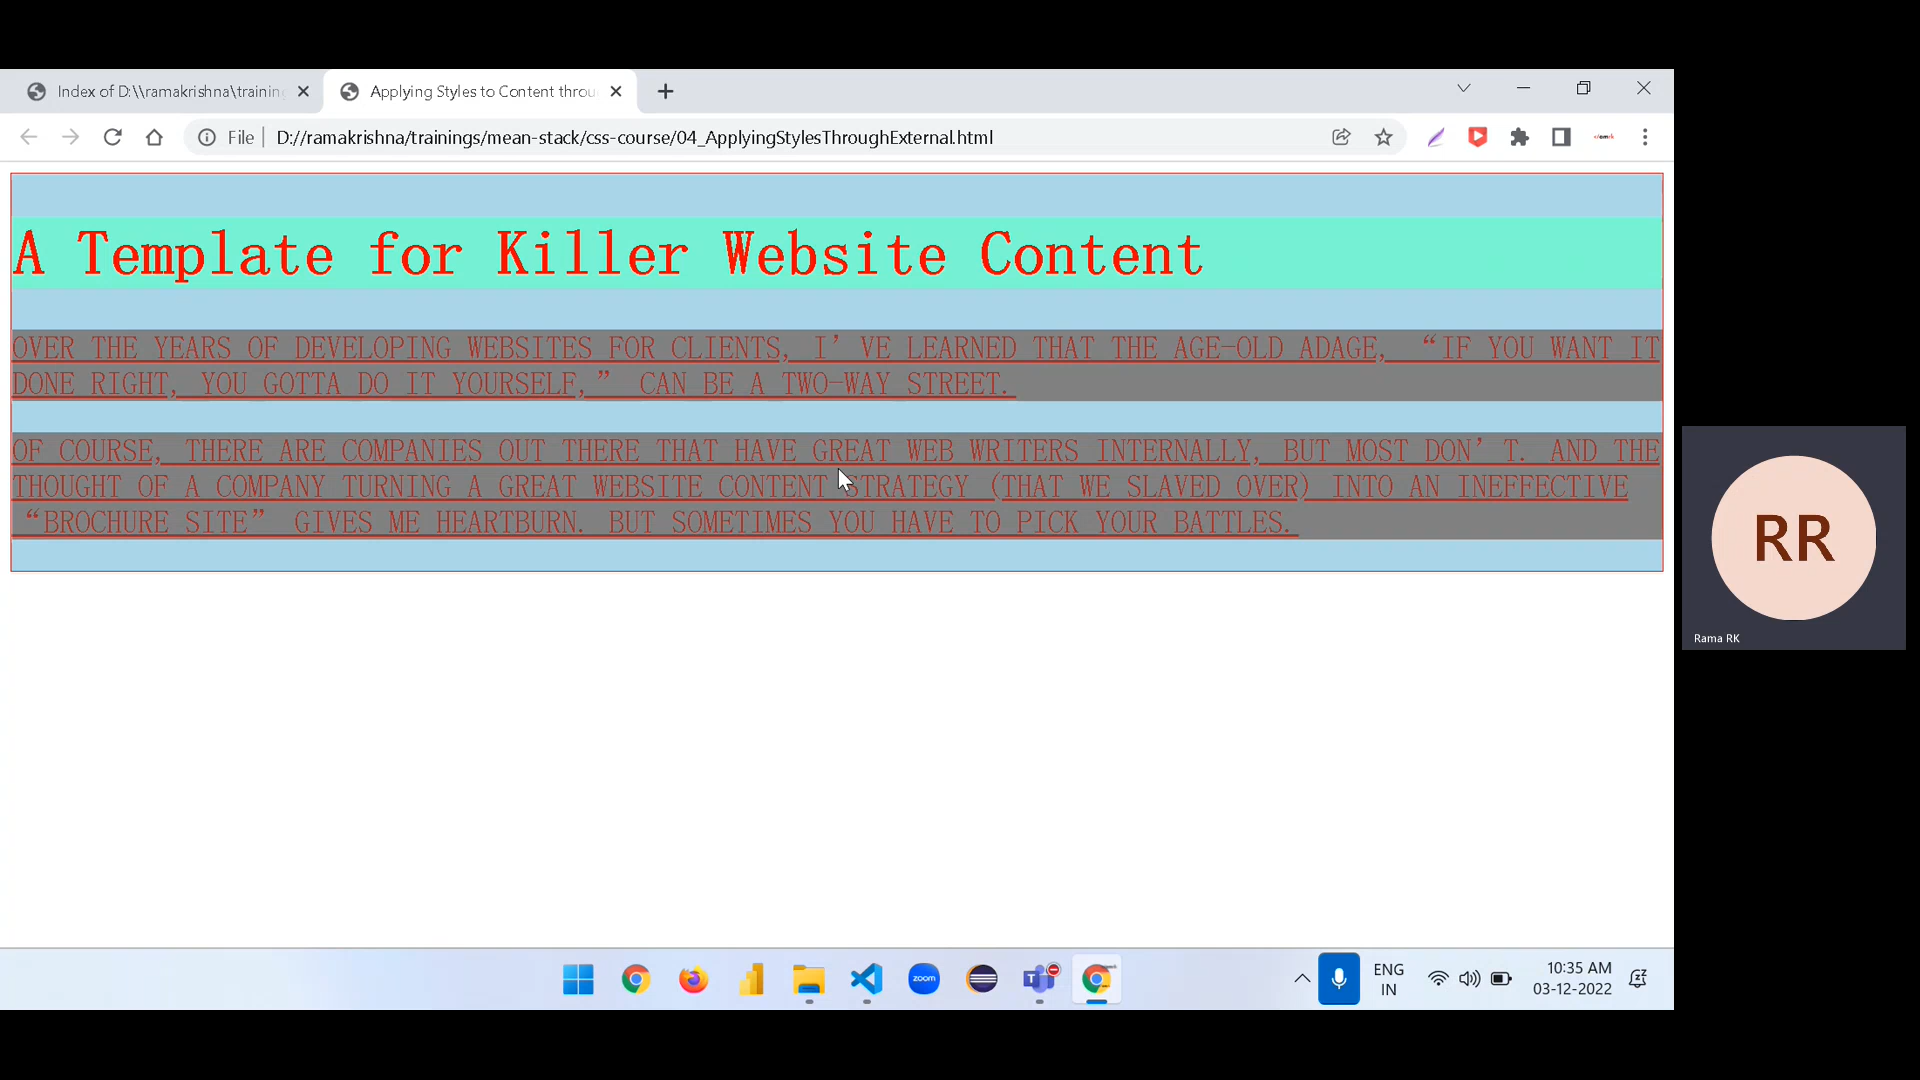 Index of D:\\ramakrishna\training
Applying Styles to Content throu
File
D://ramakrishna/trainings/mean-stack/css-course/04_ApplyingStylesThroughExternal.html
A Template for Killer Website Content
OVER THE YEARS OF DEVELOPING WEBSITES FOR CLIENTS, I’VE LEARNED THAT THE AGE-OLD ADAGE, “IF YOU WANT IT
DONE RIGHT, YOU GOTTA DO IT YOURSELF,” CAN BE A TWO-WAY STREET.
OF COURSE, THERE ARE COMPANIES OUT THERE THAT HAVE GREAT WEB WRITERS INTERNALLY, BUT MOST DON’T. AND THE
THOUGHT OF A COMPANY TURNING A GREAT WEBSITE CONTENT STRATEGY (THAT WE SLAVED OVER) INTO AN INEFFECTIVE
“BROCHURE SITE” GIVES ME HEARTBURN. BUT SOMETIMES YOU HAVE TO PICK YOUR BATTLES.
RR
Rama RK
zoom
ENG
IN
10:35 AM
03-12-2022